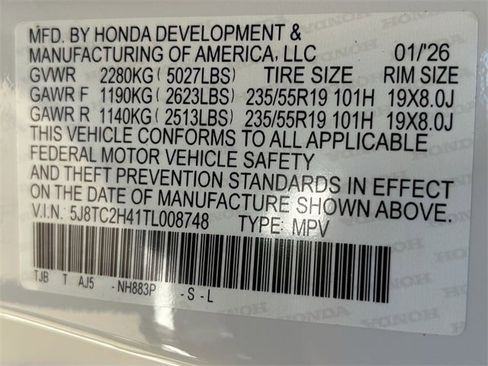 MFD. BY HONDA DEVELOPMENT &
MANUFACTURING OF AMERICA, LLC 01/'26
GVWR 2280KG(5027LBS) TIRE SIZE RIM SIZE
GAWR F 1190KG(2623LBS) 235/55R19 101H 19X8.0J
GAWR R 1140KG(2513LBS) 235/55R19 101H 19X8.0J
THIS VEHICLE CONFORMS TO ALL APPLICABLE
FEDERAL MOTOR VEHICLE SAFETY
AND THEFT PREVENTION STANDARDS IN EFFECT
ON THE DATE OF MANUFACTURE SHOWN ABOVE.
V.I.N. 5J8TC2H41TL008748 TYPE: MPV
TJB T AJ5 -NH883P -S-L
HONDA HONDA HONDA